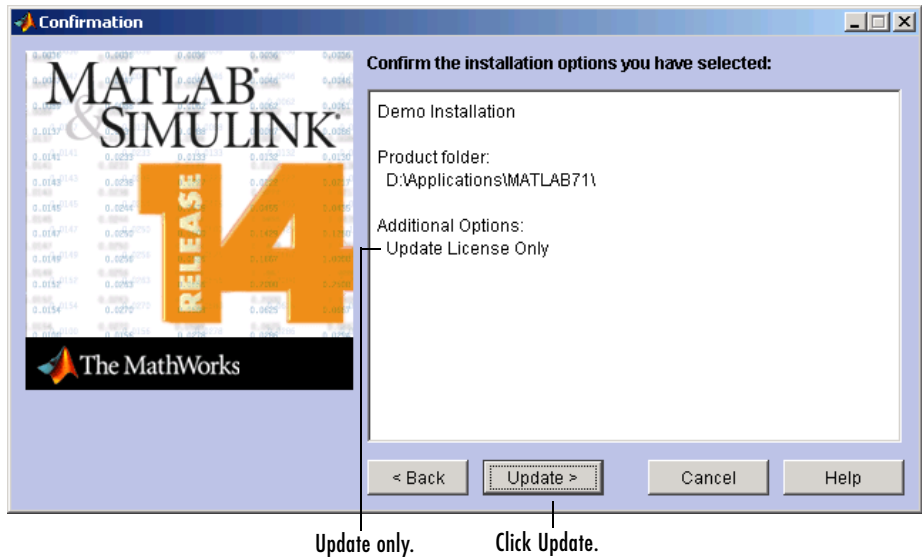 Confirmation
MATLAB®
&SIMULINK®
RELEASE
14
The MathWorks
Confirm the installation options you have selected:
Demo Installation
Product folder:
D:\Applications\MATLAB71\
Additional Options:
Update License Only
< Back
Update >
Cancel
Help
Update only.
Click Update.